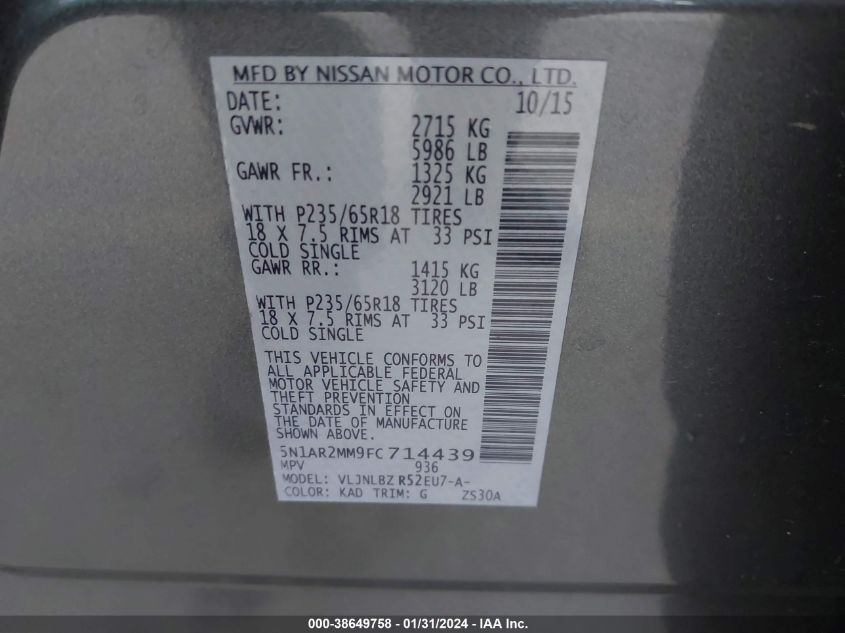 MFD BY NISSAN MOTOR CO., LTD.
DATE: 10/15
GVWR: 2715 KG
5986 LB
GAWR FR.: 1325 KG
2921 LB
WITH P235/65R18 TIRES
18 X 7.5 RIMS AT 33 PSI
COLD SINGLE
GAWR RR.: 1415 KG
3120 LB
WITH P235/65R18 TIRES
18 X 7.5 RIMS AT 33 PSI
COLD SINGLE
THIS VEHICLE CONFORMS TO
ALL APPLICABLE FEDERAL
MOTOR VEHICLE SAFETY AND
THEFT PREVENTION
STANDARDS IN EFFECT ON
THE DATE OF MANUFACTURE
SHOWN ABOVE.
5N1AR2MM9FC714439
MPV 936
MODEL: VLJNLBZ R52EU7-A-
COLOR: KAD TRIM: G ZS30A
000-38649758 - 01/31/2024 - IAA Inc.